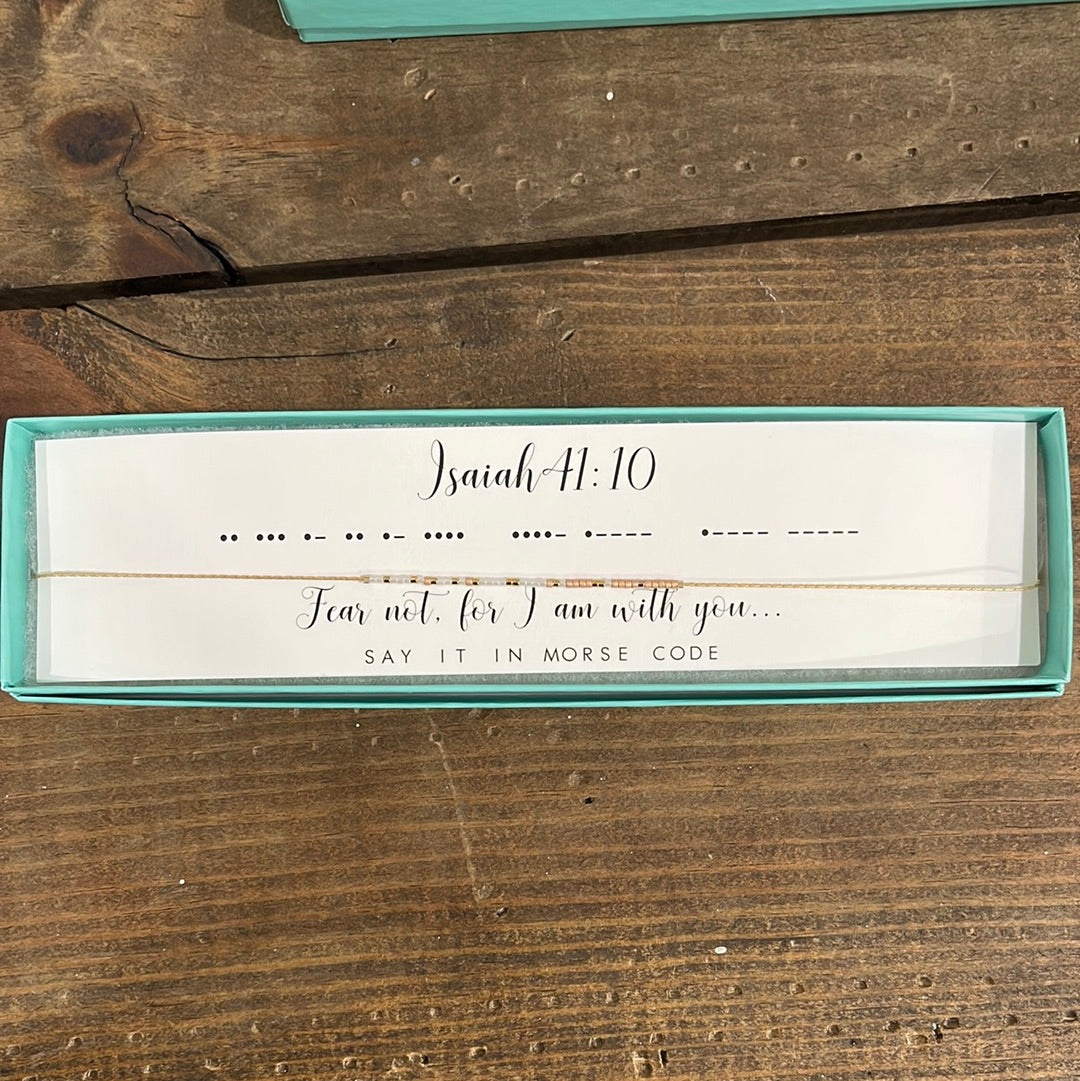 Isaiah 41:10
•• ••• •– •• •– •••• ••••– •–––– •–––– –––––
Fear not, for I am with you...
SAY IT IN MORSE CODE